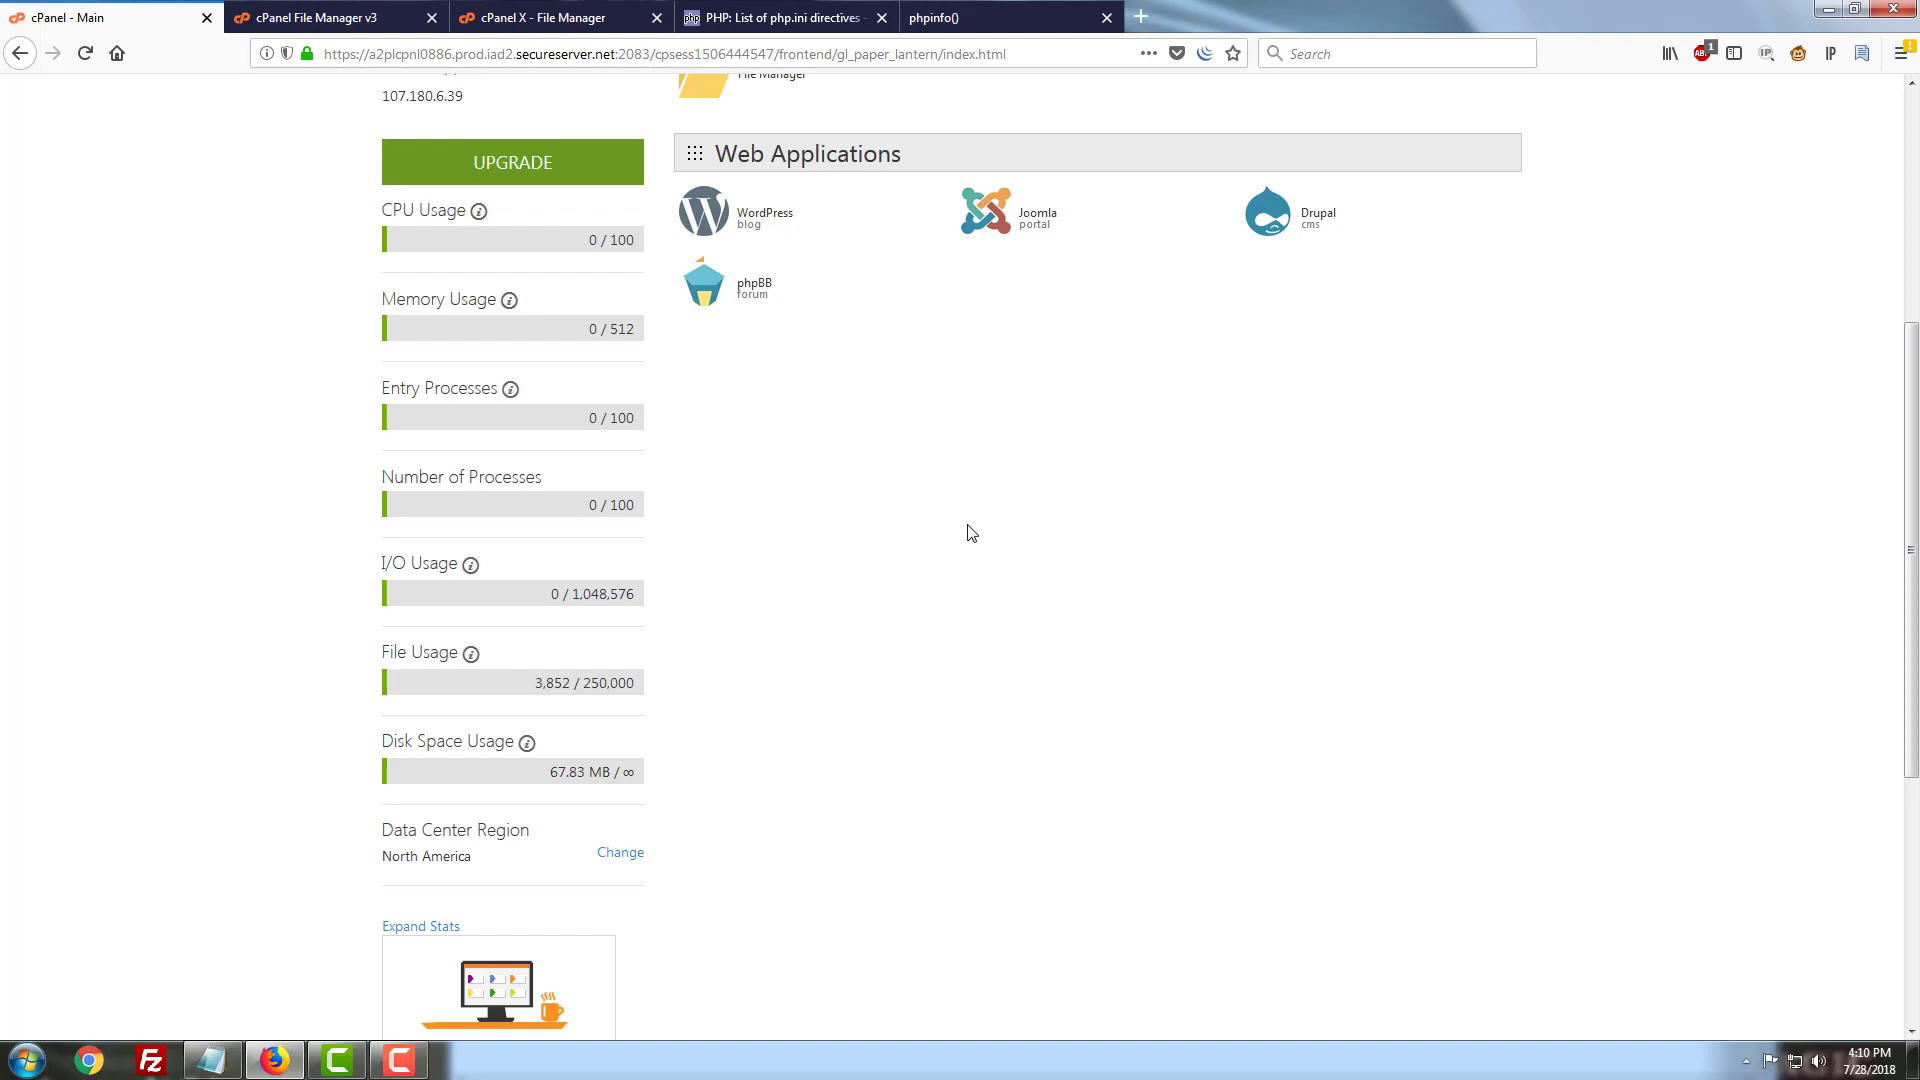 cPanel - Main
cPanel File Manager v3
cPanel X - File Manager
PHP: List of php.ini directives -
phpinfo()
https://a2plcpnl0886.prod.iad2.secureserver.net:2083/cpsess1506444547/frontend/gl_paper_lantern/index.html
Search
1
File Manager
107.180.6.39
UPGRADE
Web Applications
WordPress
blog
Joomla
portal
Drupal
cms
phpBB
forum
CPU Usage
0 / 100
Memory Usage
0 / 512
Entry Processes
0 / 100
Number of Processes
0 / 100
I/O Usage
0 / 1,048,576
File Usage
3,852 / 250,000
Disk Space Usage
67.83 MB / ∞
Data Center Region
North America
Change
Expand Stats
4:10 PM
7/28/2018